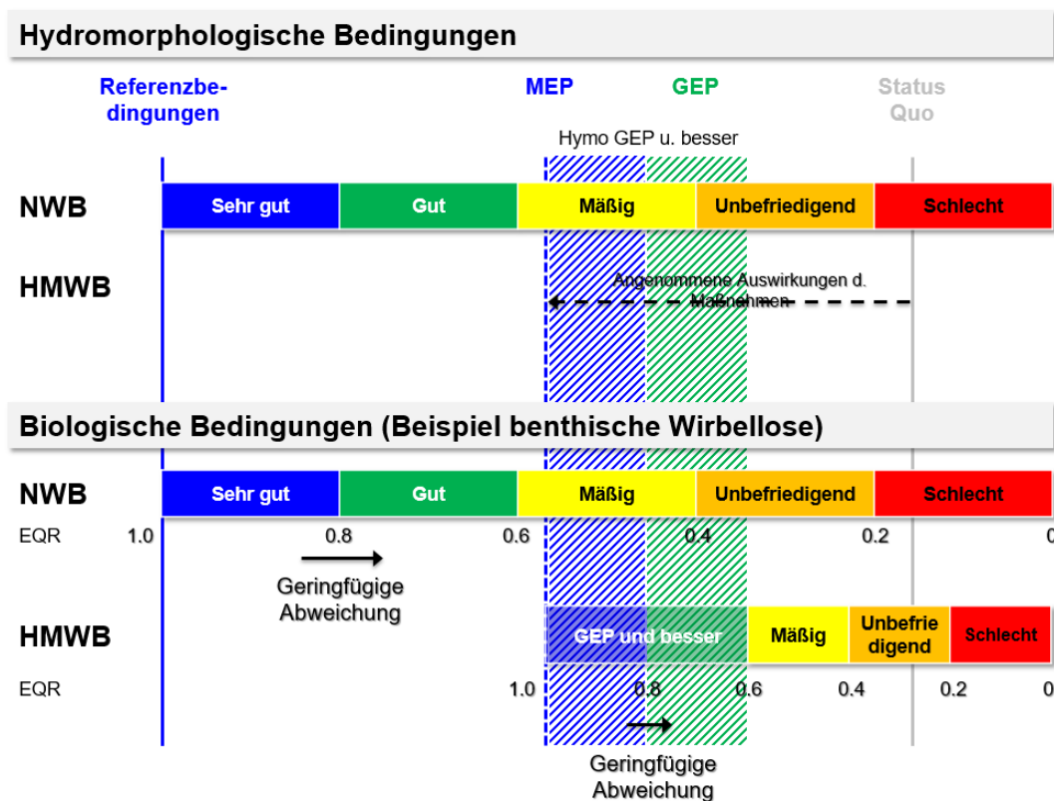 Hydromorphologische Bedingungen
Referenzbe-
dingungen
MEP
GEP
Status
Quo
Hymo GEP u. besser
NWB
Sehr gut
Gut
Mäßig
Unbefriedigend
Schlecht
HMWB
Angenommene Auswirkungen d.
Maßnahmen
Biologische Bedingungen (Beispiel benthische Wirbellose)
NWB
Sehr gut
Gut
Mäßig
Unbefriedigend
Schlecht
EQR
1.0
0.8
0.6
0.4
0.2
0
Geringfügige
Abweichung
HMWB
GEP und besser
Mäßig
Unbefrie
digend
Schlecht
EQR
1.0
0.8
0.6
0.4
0.2
0
Geringfügige
Abweichung